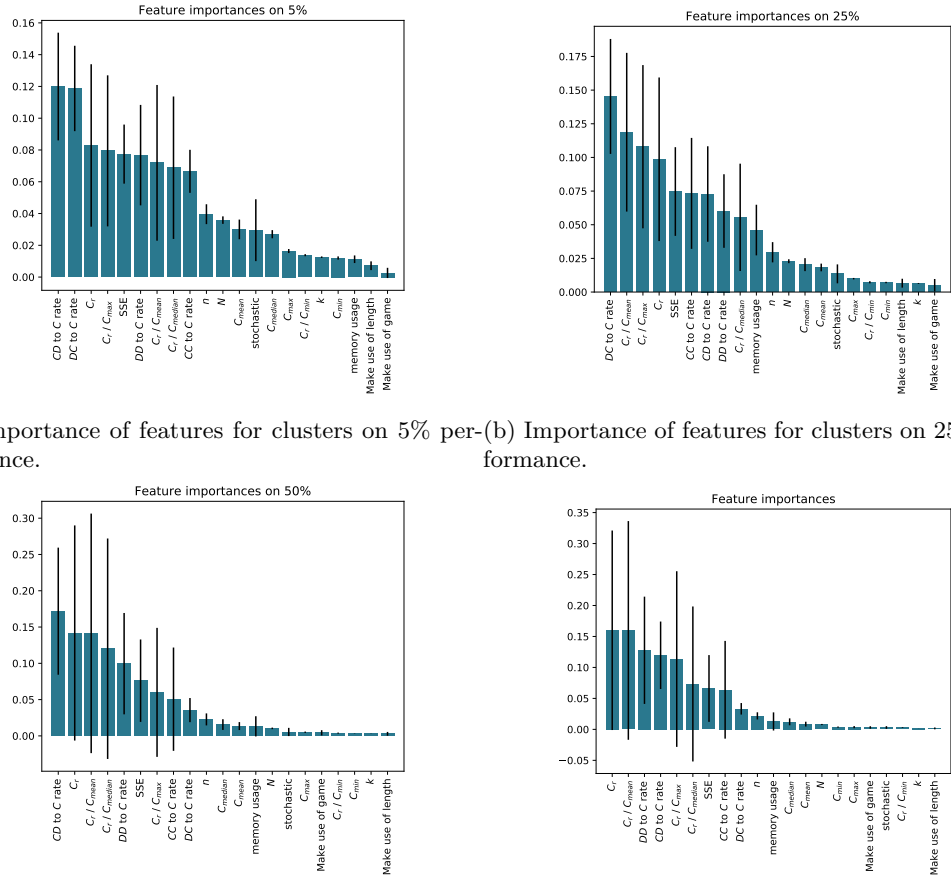 Feature importances on 5%
0.16
0.14
0.12
0.10
0.08
0.06
0.04
0.02
0.00
CD to C rate
DC to C rate
C_r
C_r / C_max
SSE
DD to C rate
C_r / C_mean
C_r / C_median
CC to C rate
n
N
C_mean
stochastic
C_median
C_max
C_r / C_min
k
C_min
memory usage
Make use of length
Make use of game
Feature importances on 25%
0.175
0.150
0.125
0.100
0.075
0.050
0.025
0.000
DC to C rate
C_r / C_mean
C_r / C_max
C_r
SSE
CC to C rate
CD to C rate
DD to C rate
C_r / C_median
memory usage
n
N
C_median
C_mean
stochastic
C_max
C_r / C_min
C_min
Make use of length
k
Make use of game
mportance of features for clusters on 5% per-
nce.
(b) Importance of features for clusters on 25
formance.
Feature importances on 50%
0.30
0.25
0.20
0.15
0.10
0.05
0.00
CD to C rate
C_r
C_r / C_mean
C_r / C_median
DD to C rate
SSE
C_r / C_max
CC to C rate
DC to C rate
n
C_median
C_mean
memory usage
N
stochastic
C_max
Make use of game
C_r / C_min
C_min
k
Make use of length
Feature importances
0.35
0.30
0.25
0.20
0.15
0.10
0.05
0.00
−0.05
C_r
C_r / C_mean
DD to C rate
CD to C rate
C_r / C_max
C_r / C_median
SSE
CC to C rate
DC to C rate
n
memory usage
C_median
C_mean
N
C_min
C_max
Make use of game
stochastic
C_r / C_min
k
Make use of length